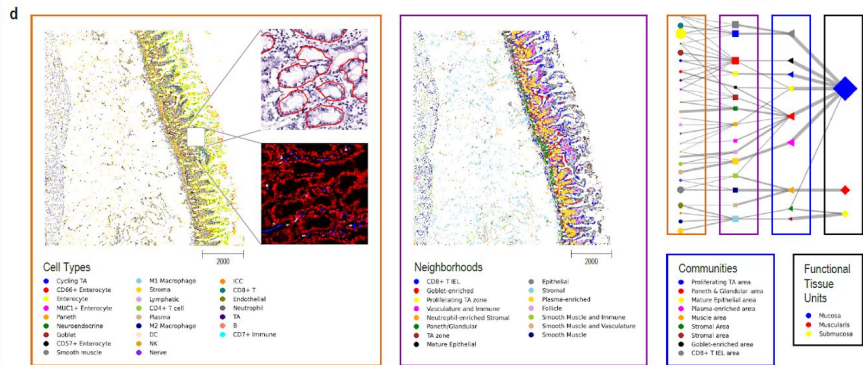 d
2000
2000
Cell Types
Cycling TA
CD66+ Enterocyte
Enterocyte
MUC1+ Enterocyte
Paneth
Neuroendocrine
Goblet
CD57+ Enterocyte
Smooth muscle
M1 Macrophage
Stroma
Lymphatic
CD4+ T cell
Plasma
M2 Macrophage
DC
NK
Nerve
ICC
CD8+ T
Endothelial
Neutrophil
TA
B
CD7+ Immune
Neighborhoods
CD8+ T IEL
Goblet-enriched
Proliferating TA zone
Vasculature and Immune
Neutrophil-enriched Stromal
Paneth/Glandular
TA zone
Mature Epithelial
Epithelial
Stromal
Plasma-enriched
Follicle
Smooth Muscle and Immune
Smooth Muscle and Vasculature
Smooth Muscle
Communities
Proliferating TA area
Paneth & Glandular area
Mature Epithelial area
Plasma-enriched area
Muscle area
Stromal Area
Stromal area
Goblet-enriched area
CD8+ T IEL area
Functional
Tissue
Units
Mucosa
Muscularis
Submucosa